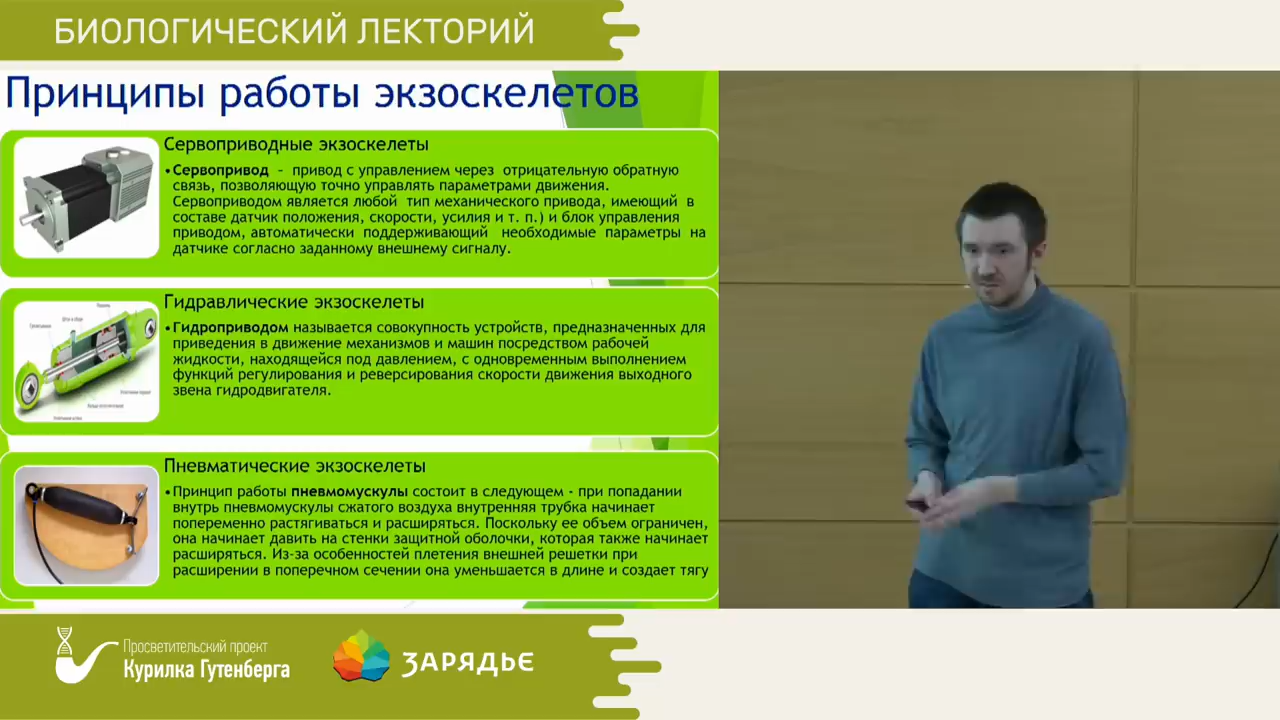 БИОЛОГИЧЕСКИЙ ЛЕКТОРИЙ
Принципы работы экзоскелетов
Сервоприводные экзоскелеты
•Сервопривод – привод с управлением через отрицательную обратную
связь, позволяющую точно управлять параметрами движения.
Сервоприводом является любой тип механического привода, имеющий в
составе датчик положения, скорости, усилия и т. п.) и блок управления
приводом, автоматически поддерживающий необходимые параметры на
датчике согласно заданному внешнему сигналу.
Гидравлические экзоскелеты
•Гидроприводом называется совокупность устройств, предназначенных для
приведения в движение механизмов и машин посредством рабочей
жидкости, находящейся под давлением, с одновременным выполнением
функций регулирования и реверсирования скорости движения выходного
звена гидродвигателя.
Пневматические экзоскелеты
•Принцип работы пневмомускулы состоит в следующем - при попадании
внутрь пневмомускулы сжатого воздуха внутренняя трубка начинает
попеременно растягиваться и расширяться. Поскольку ее объем ограничен,
она начинает давить на стенки защитной оболочки, которая также начинает
расширяться. Из-за особенностей плетения внешней решетки при
расширении в поперечном сечении она уменьшается в длине и создает тягу
Просветительский проект
Курилка Гутенберга
ЗАРЯДЬЕ